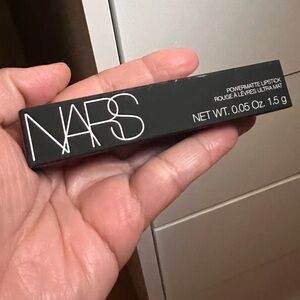 NARS
POWERMATTE LIPSTICK
ROUGE À LÈVRES ULTRA MAT
NET WT. 0.05 Oz. 1.5 g